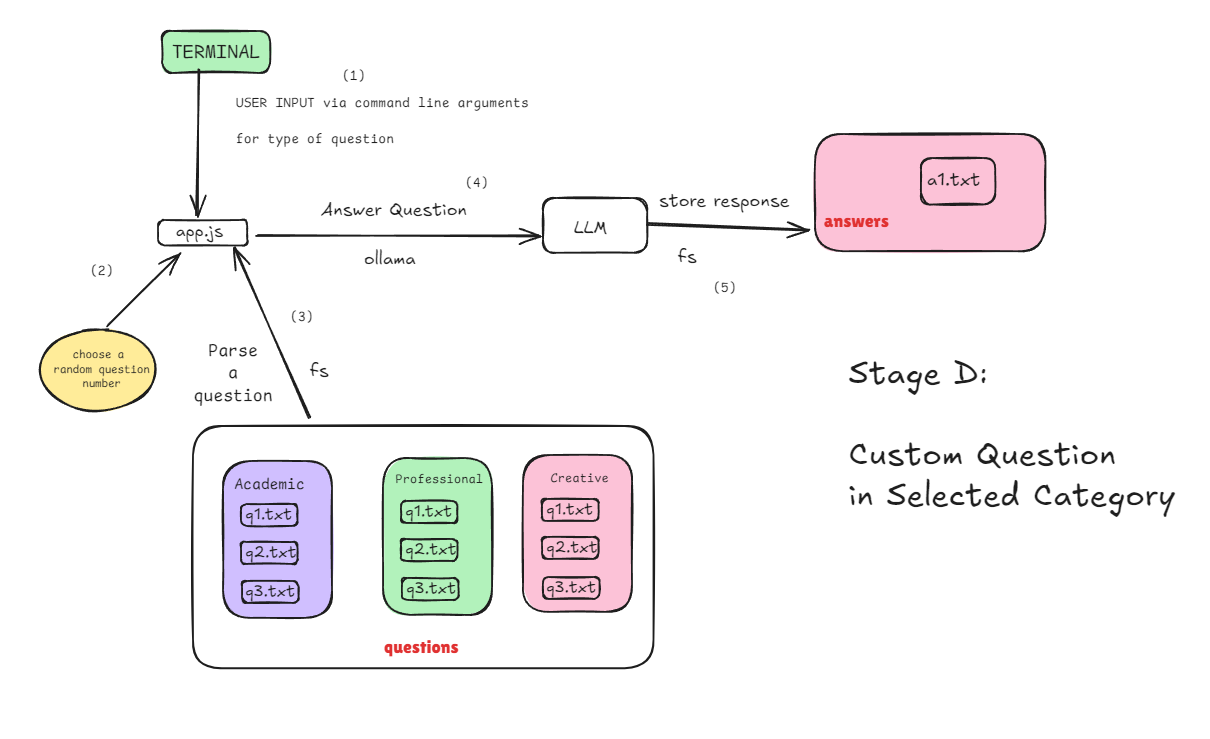 TERMINAL
(1)
USER INPUT via command line arguments
for type of question
(4)
Answer Question
ollama
app.js
LLM
store response
fs
(5)
a1.txt
answers
(2)
choose a
random question
number
(3)
Parse
a
question
fs
Stage D:
Custom Question
in Selected Category
Academic
q1.txt
q2.txt
q3.txt
Professional
q1.txt
q2.txt
q3.txt
Creative
q1.txt
q2.txt
q3.txt
questions